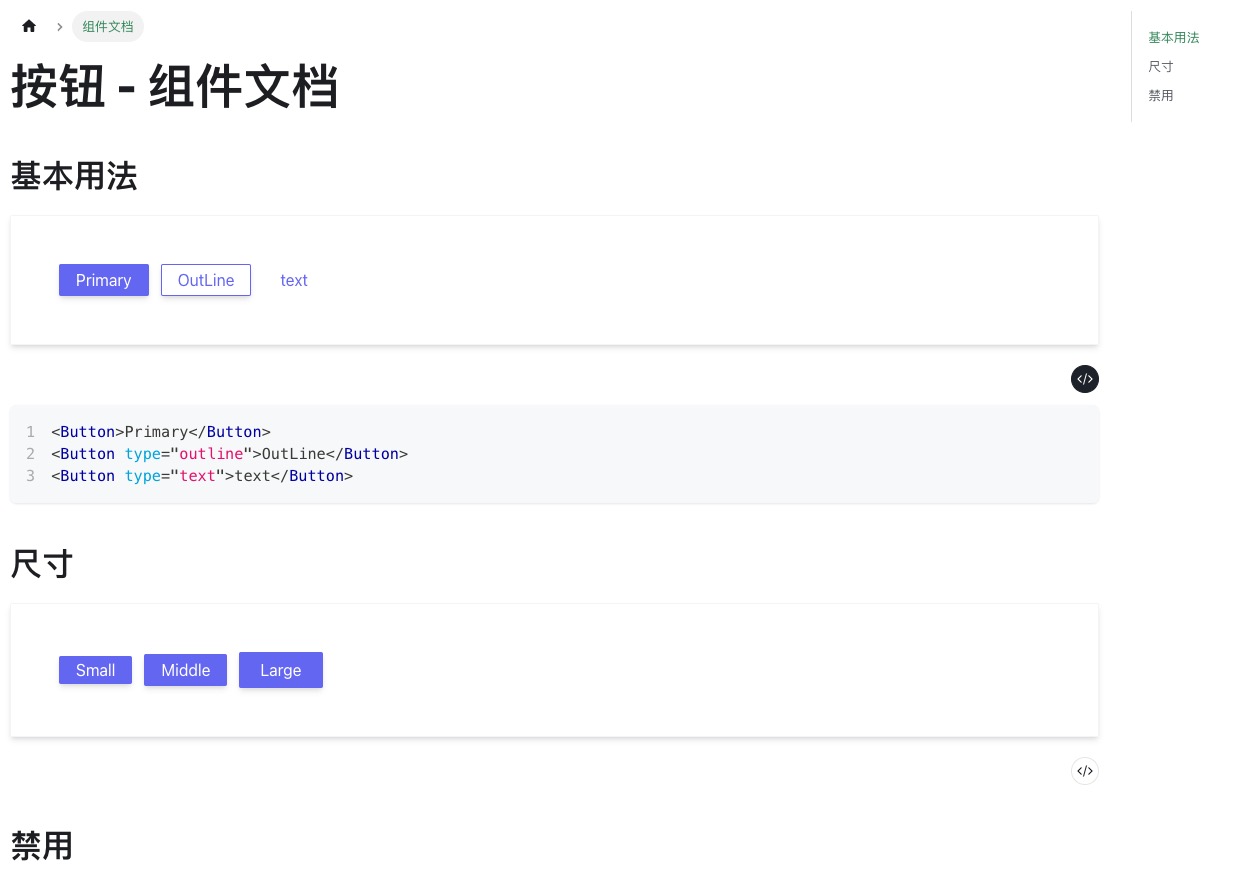 组件文档
按钮 - 组件文档
基本用法
Primary OutLine text
</>
1 <Button>Primary</Button>
2 <Button type="outline">OutLine</Button>
3 <Button type="text">text</Button>
尺寸
Small Middle Large
</>
禁用
基本用法
尺寸
禁用